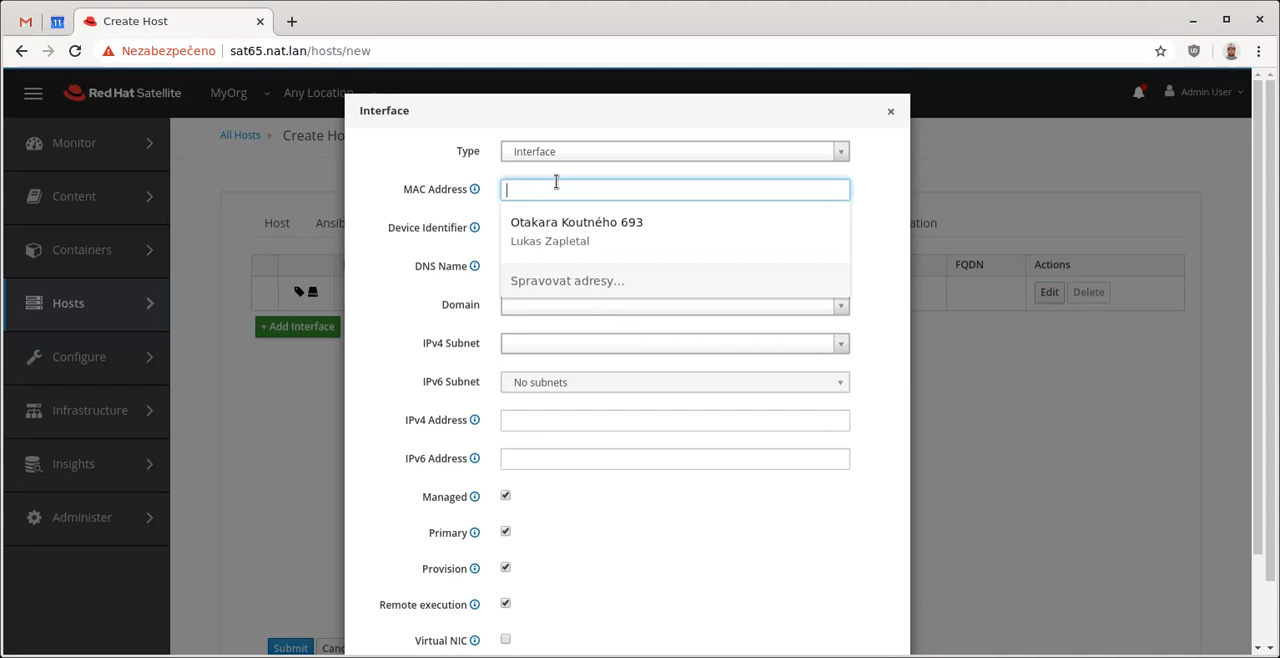 Create Host
Nezabezpečeno
sat65.nat.lan/hosts/new
Red Hat Satellite
MyOrg
Any Location
Admin User
Monitor
Content
Containers
Hosts
Configure
Infrastructure
Insights
Administer
All Hosts » Create Ho
Host
Ansib
ation
FQDN
Actions
Edit
Delete
+ Add Interface
Submit
Canc
Interface
×
Type
Interface
MAC Address
Otakara Koutného 693
Lukas Zapletal
Spravovat adresy...
Device Identifier
DNS Name
Domain
IPv4 Subnet
IPv6 Subnet
No subnets
IPv4 Address
IPv6 Address
Managed
Primary
Provision
Remote execution
Virtual NIC